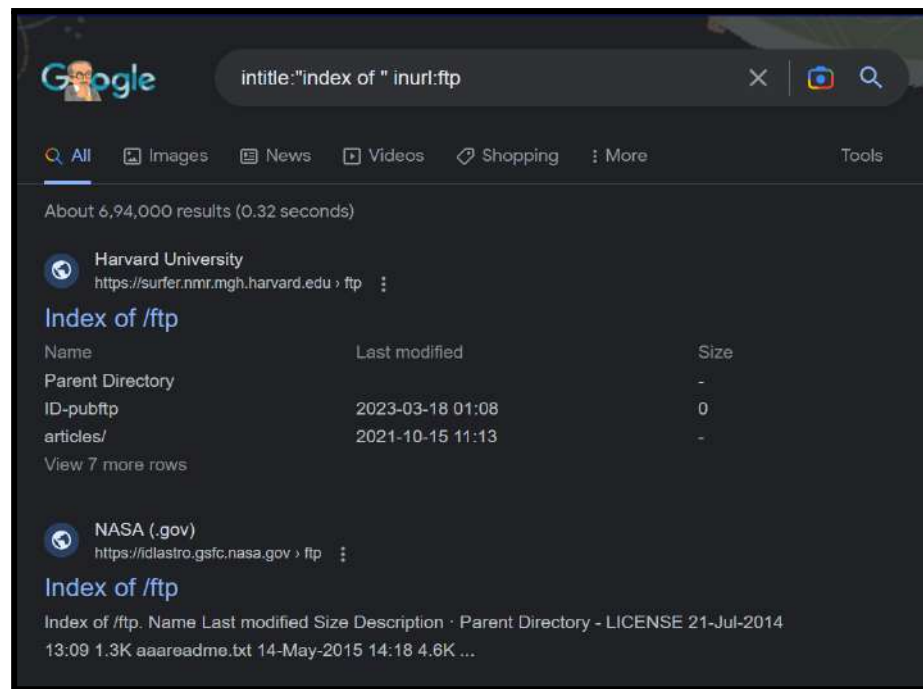 Google
intitle:"index of " inurl:ftp
All Images News Videos Shopping More Tools
About 6,94,000 results (0.32 seconds)
Harvard University
https://surfer.nmr.mgh.harvard.edu › ftp
Index of /ftp
Name Last modified Size
Parent Directory -
ID-pubftp 2023-03-18 01:08 0
articles/ 2021-10-15 11:13 -
View 7 more rows
NASA (.gov)
https://idlastro.gsfc.nasa.gov › ftp
Index of /ftp
Index of /ftp. Name Last modified Size Description · Parent Directory - LICENSE 21-Jul-2014
13:09 1.3K aaareadme.txt 14-May-2015 14:18 4.6K ...